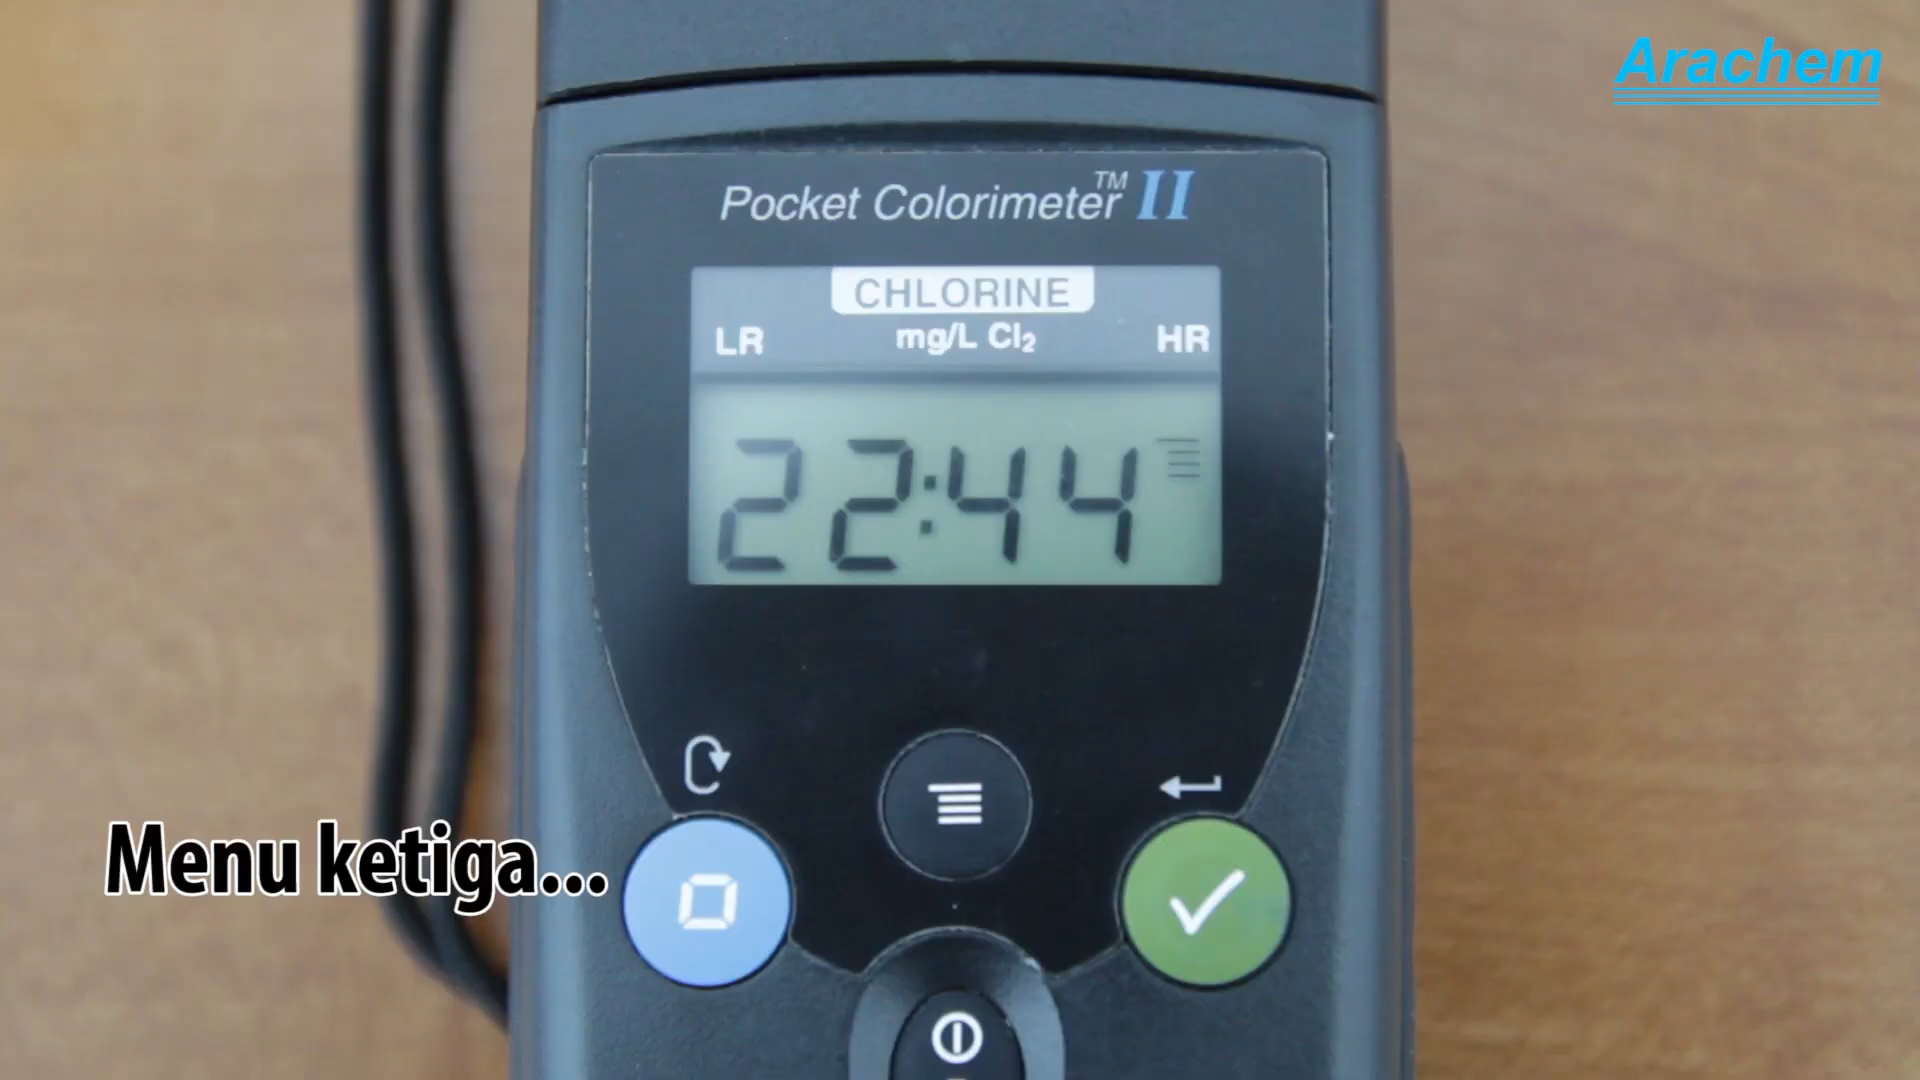 Arachem
Pocket Colorimeter™ II
CHLORINE
LR mg/L Cl₂ HR
22:44
Menu ketiga...